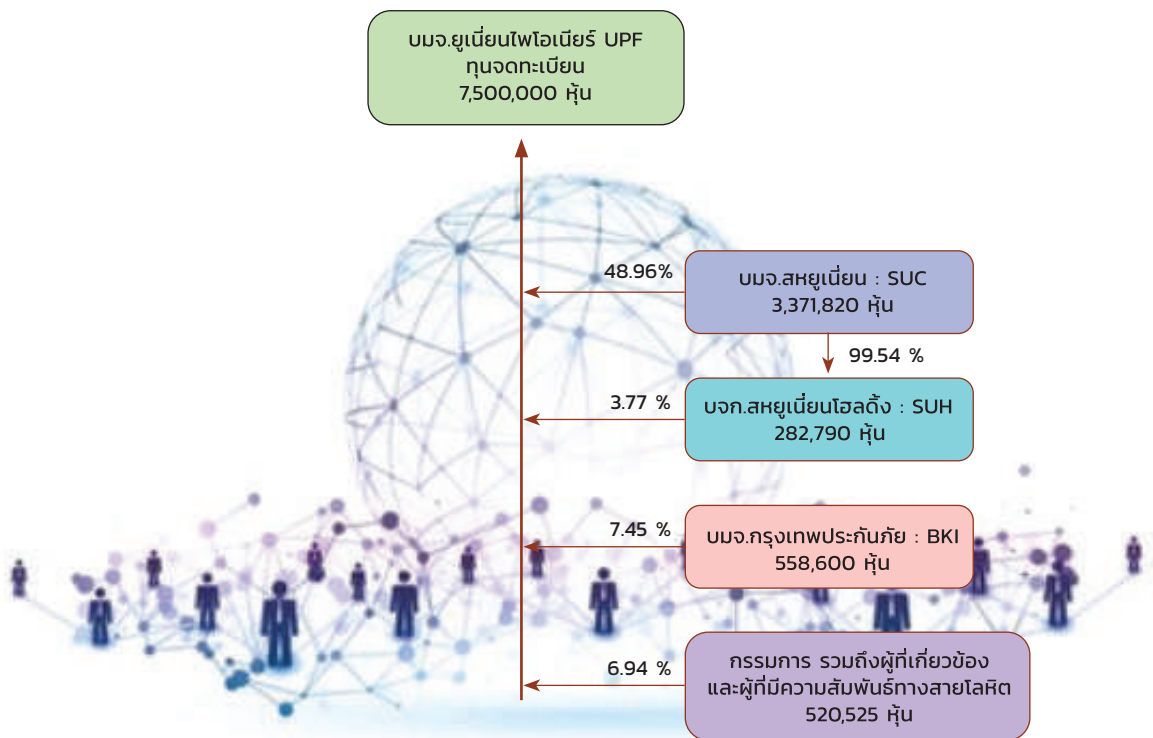 บมจ.ยูเนี่ยนไพโอเนียร์ UPF
ทุนจดทะเบียน
7,500,000 หุ้น
48.96%
บมจ.สหยูเนี่ยน : SUC
3,371,820 หุ้น
99.54 %
3.77 %
บจก.สหยูเนี่ยนโฮลดิ้ง : SUH
282,790 หุ้น
7.45 %
บมจ.กรุงเทพประกันภัย : BKI
558,600 หุ้น
6.94 %
กรรมการ รวมถึงผู้ที่เกี่ยวข้อง
และผู้ที่มีความสัมพันธ์ทางสายโลหิต
520,525 หุ้น